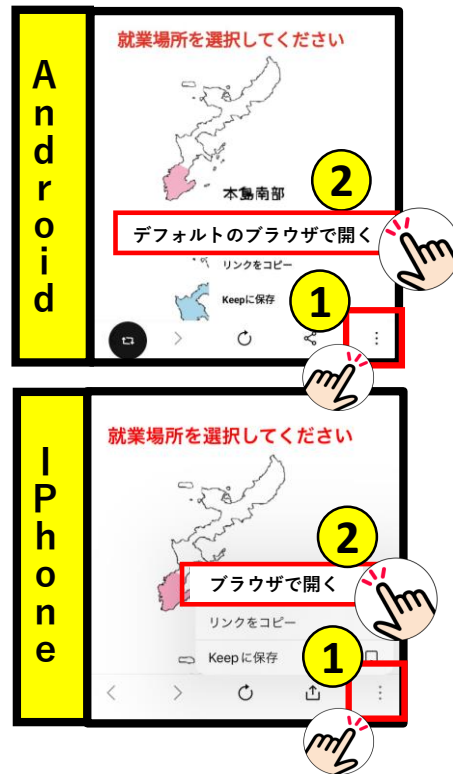 Android
就業場所を選択してください
本島南部
2
デフォルトのブラウザで開く
リンクをコピー
Keepに保存
1
IPhone
就業場所を選択してください
2
ブラウザで開く
リンクをコピー
Keepに保存
1